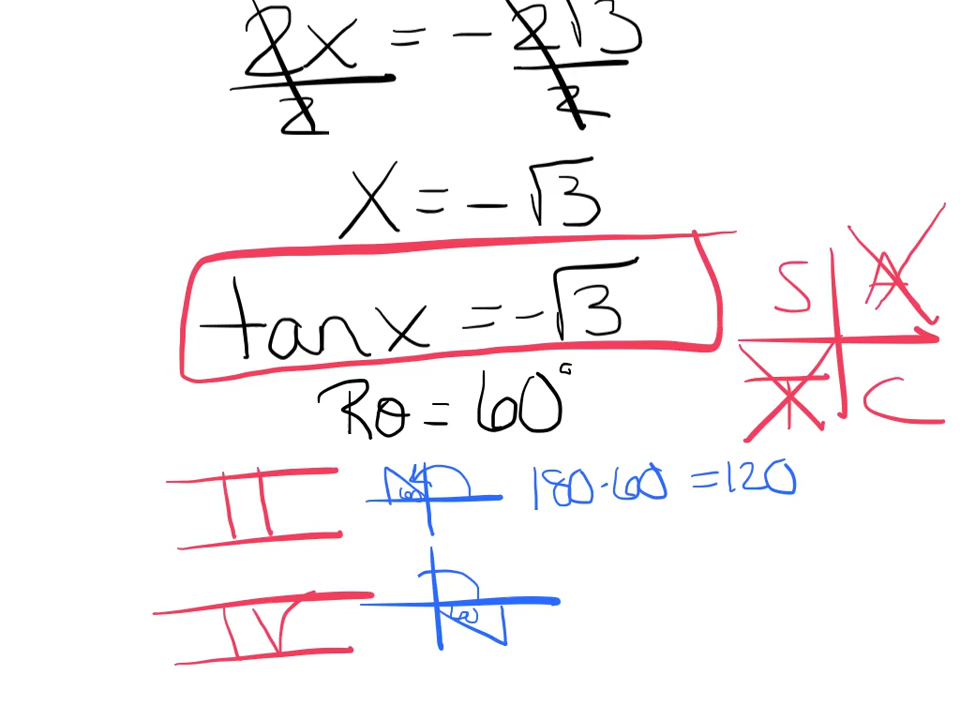 2x = -2√3
2 2
X = -√3
tan x = -√3
S A
T C
Rθ = 60°
II 60 180-60 = 120
IV 60